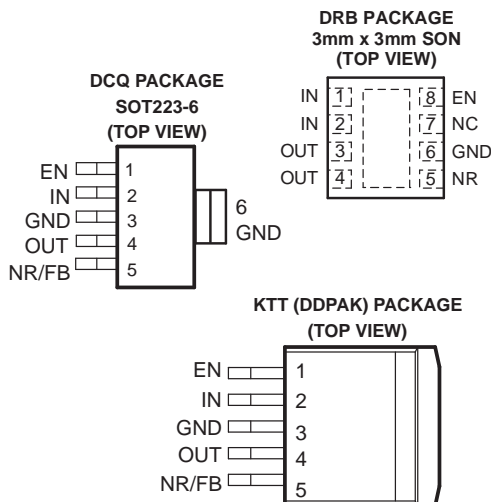 DRB PACKAGE
3mm x 3mm SON
(TOP VIEW)
IN 1 8 EN
IN 2 7 NC
OUT 3 6 GND
OUT 4 5 NR
DCQ PACKAGE
SOT223-6
(TOP VIEW)
EN 1
IN 2
GND 3
OUT 4
NR/FB 5
6
GND
KTT (DDPAK) PACKAGE
(TOP VIEW)
EN 1
IN 2
GND 3
OUT 4
NR/FB 5